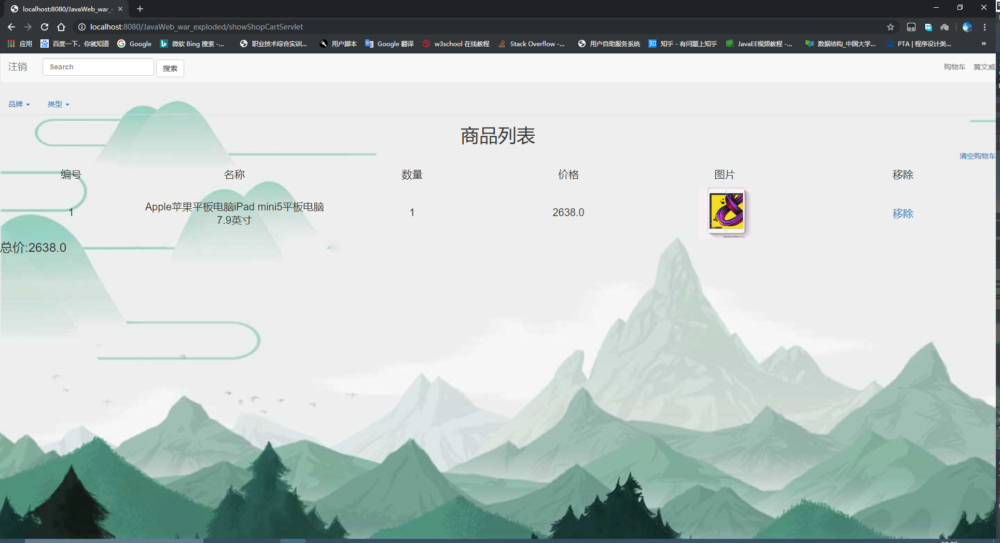 localhost:8080/JavaWeb_war_e
localhost:8080/JavaWeb_war_exploded/showShopCartServlet
应用 百度一下，你就知道 Google 微软 Bing 搜索 -... 职业技术综合实训... 用户脚本 Google 翻译 w3school 在线教程 Stack Overflow -... 用户自助服务系统 知乎 - 有问题上知乎 JavaEE视频教程 -... 数据结构_中国大学... PTA | 程序设计类... »
注销 Search 搜索 购物车 黄文威
品牌 类型
商品列表
清空购物车
编号 名称 数量 价格 图片 移除
1 Apple苹果平板电脑iPad mini5平板电脑 1 2638.0 移除
7.9英寸
总价:2638.0